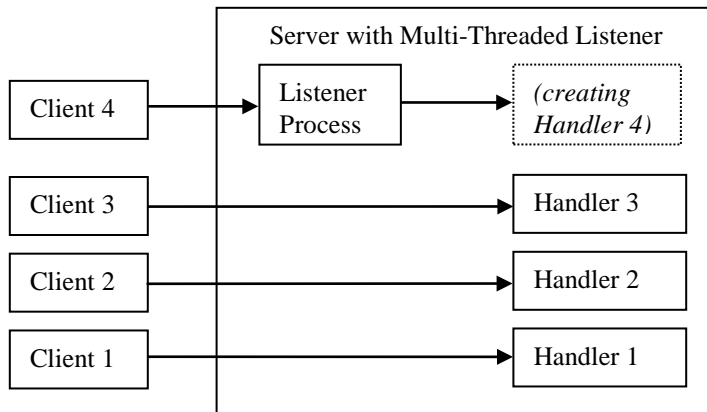 Server with Multi-Threaded Listener
Client 4
Listener
Process
(creating
Handler 4)
Client 3
Handler 3
Client 2
Handler 2
Client 1
Handler 1